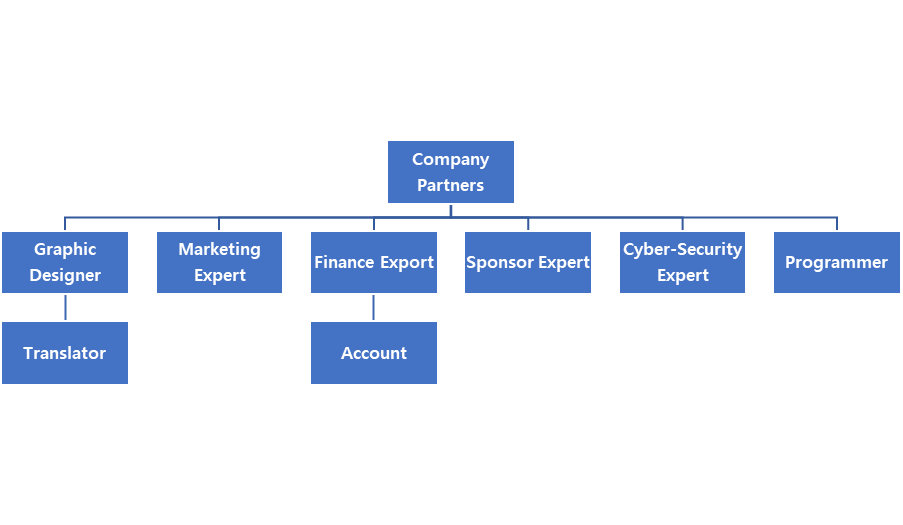 Company
Partners
Graphic
Designer
Marketing
Expert
Finance Export
Sponsor Expert
Cyber-Security
Expert
Programmer
Translator
Account